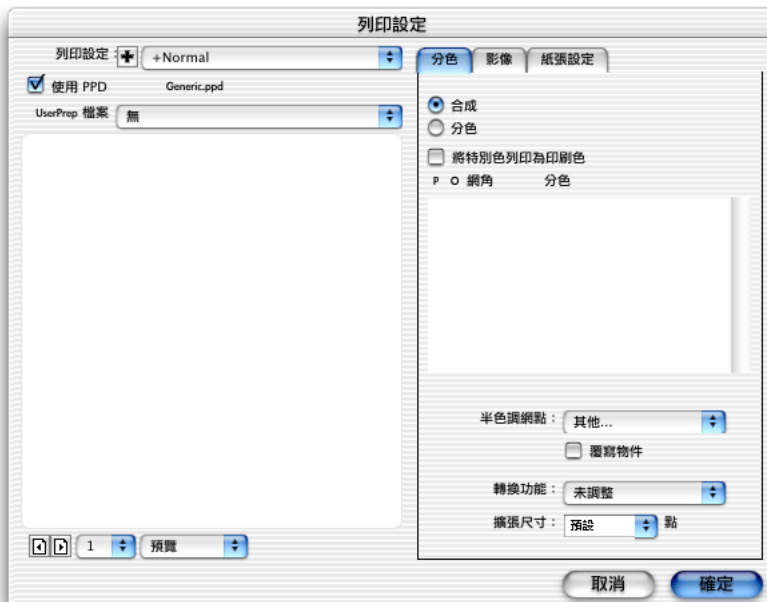 列印設定
列印設定： +Normal
使用 PPD Generic.ppd
UserPrep 檔案 無
1 預覽
分色 影像 紙張設定
合成
分色
將特別色列印為印刷色
P O 網角 分色
半色調網點： 其他...
覆寫物件
轉換功能： 未調整
擴張尺寸： 預設 點
取消 確定